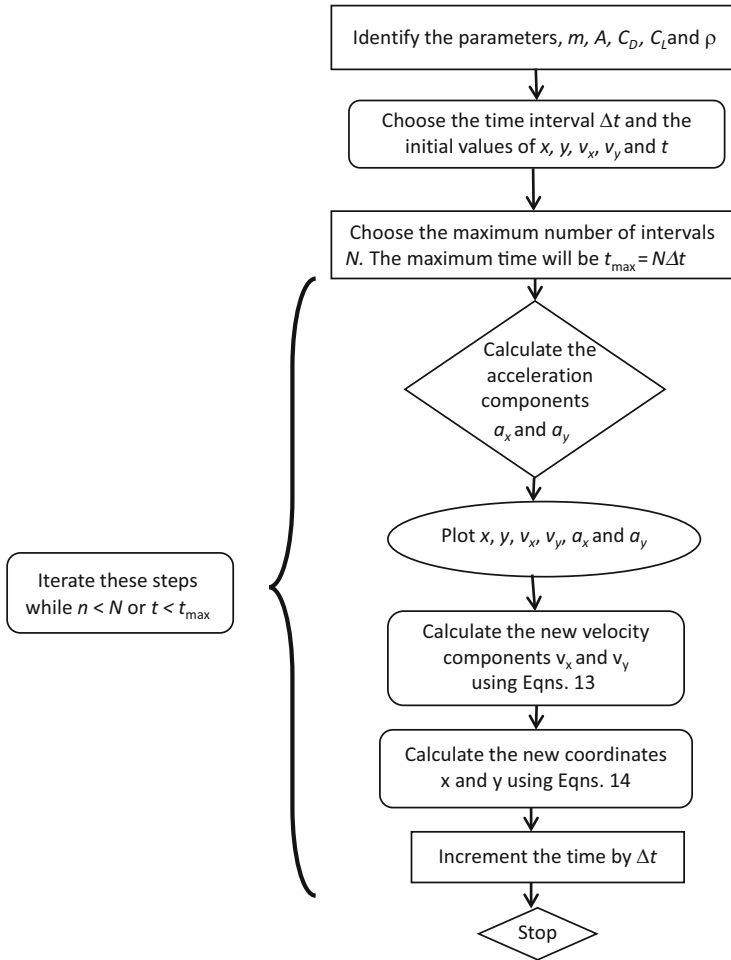 Identify the parameters, m, A, C_D, C_L and ρ
Choose the time interval Δt and the
initial values of x, y, v_x, v_y and t
Choose the maximum number of intervals
N. The maximum time will be t_max = NΔt
Calculate the
acceleration
components
a_x and a_y
Plot x, y, v_x, v_y, a_x and a_y
Iterate these steps
while n < N or t < t_max
Calculate the new velocity
components v_x and v_y
using Eqns. 13
Calculate the new coordinates
x and y using Eqns. 14
Increment the time by Δt
Stop